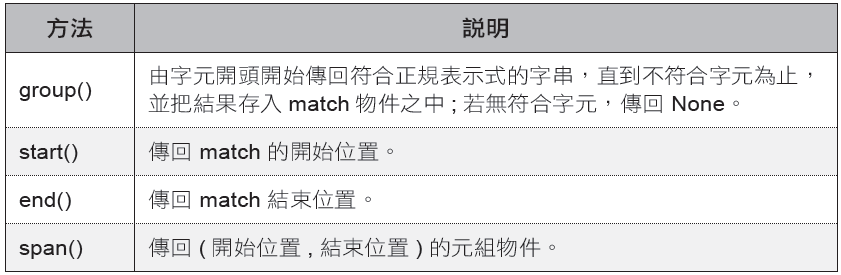 方法 說明
group() 由字元開頭開始傳回符合正規表示式的字串，直到不符合字元為止，
並把結果存入 match 物件之中 ; 若無符合字元，傳回 None。
start() 傳回 match 的開始位置。
end() 傳回 match 結束位置。
span() 傳回 ( 開始位置 , 結束位置 ) 的元組物件。